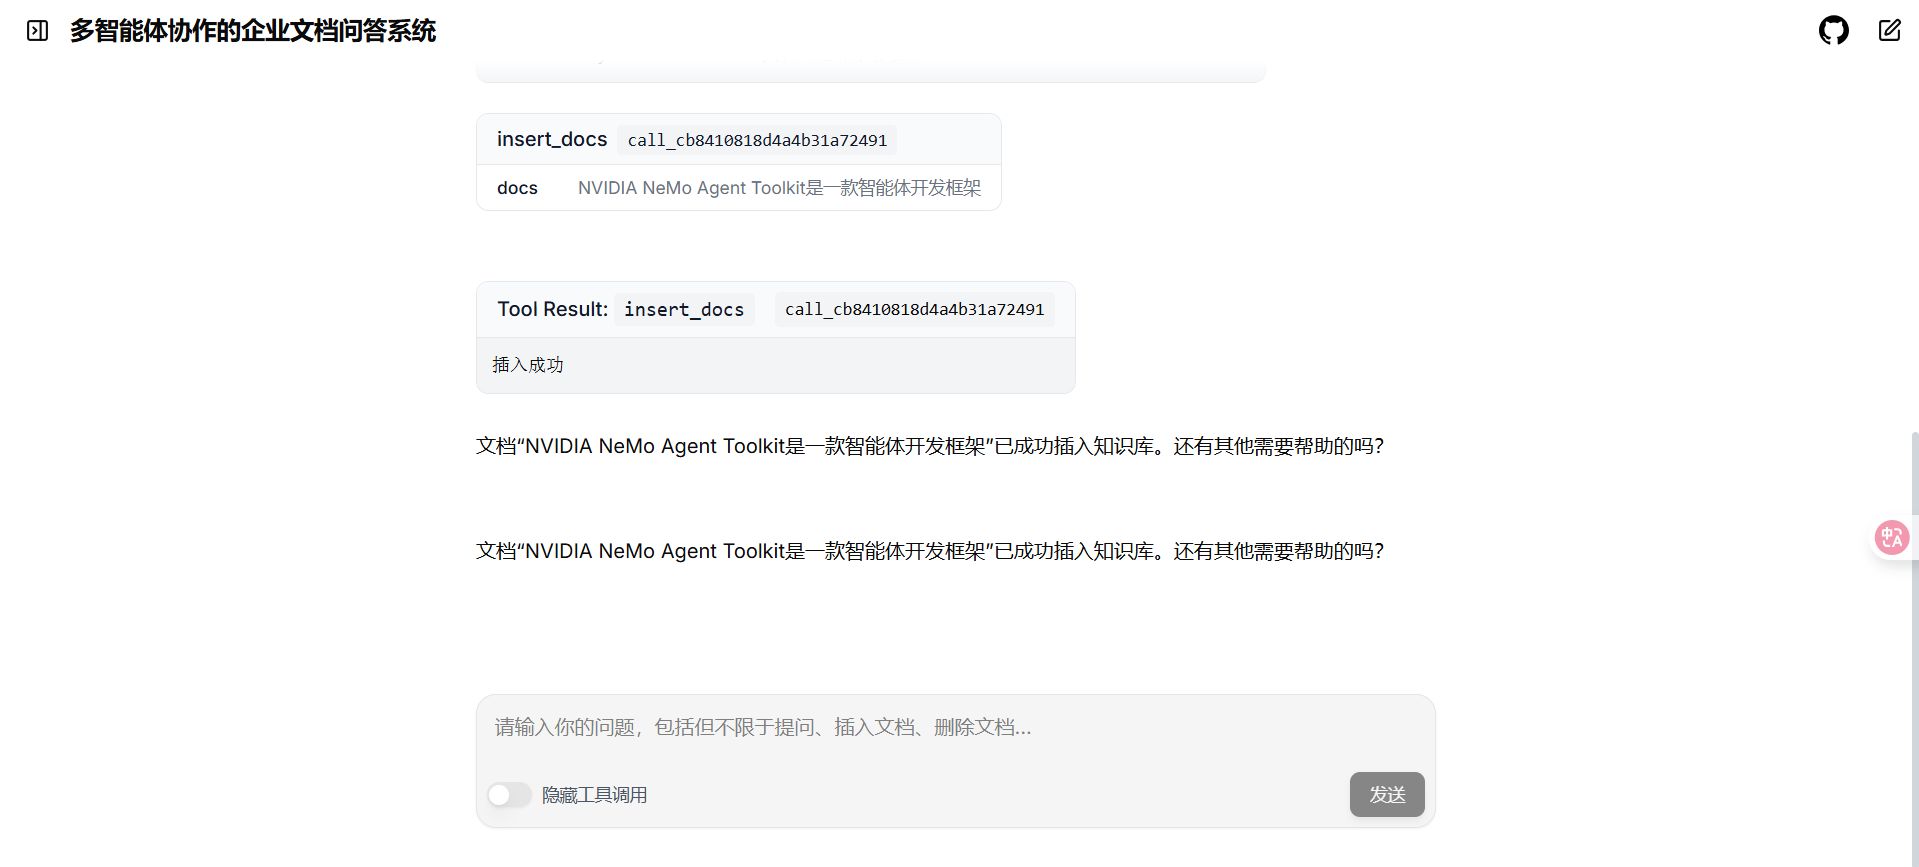 多智能体协作的企业文档问答系统
insert_docs call_cb8410818d4a4b31a72491
docs NVIDIA NeMo Agent Toolkit是一款智能体开发框架
Tool Result: insert_docs call_cb8410818d4a4b31a72491
插入成功
文档“NVIDIA NeMo Agent Toolkit是一款智能体开发框架”已成功插入知识库。还有其他需要帮助的吗?
文档“NVIDIA NeMo Agent Toolkit是一款智能体开发框架”已成功插入知识库。还有其他需要帮助的吗?
请输入你的问题，包括但不限于提问、插入文档、删除文档...
隐藏工具调用
发送
中A